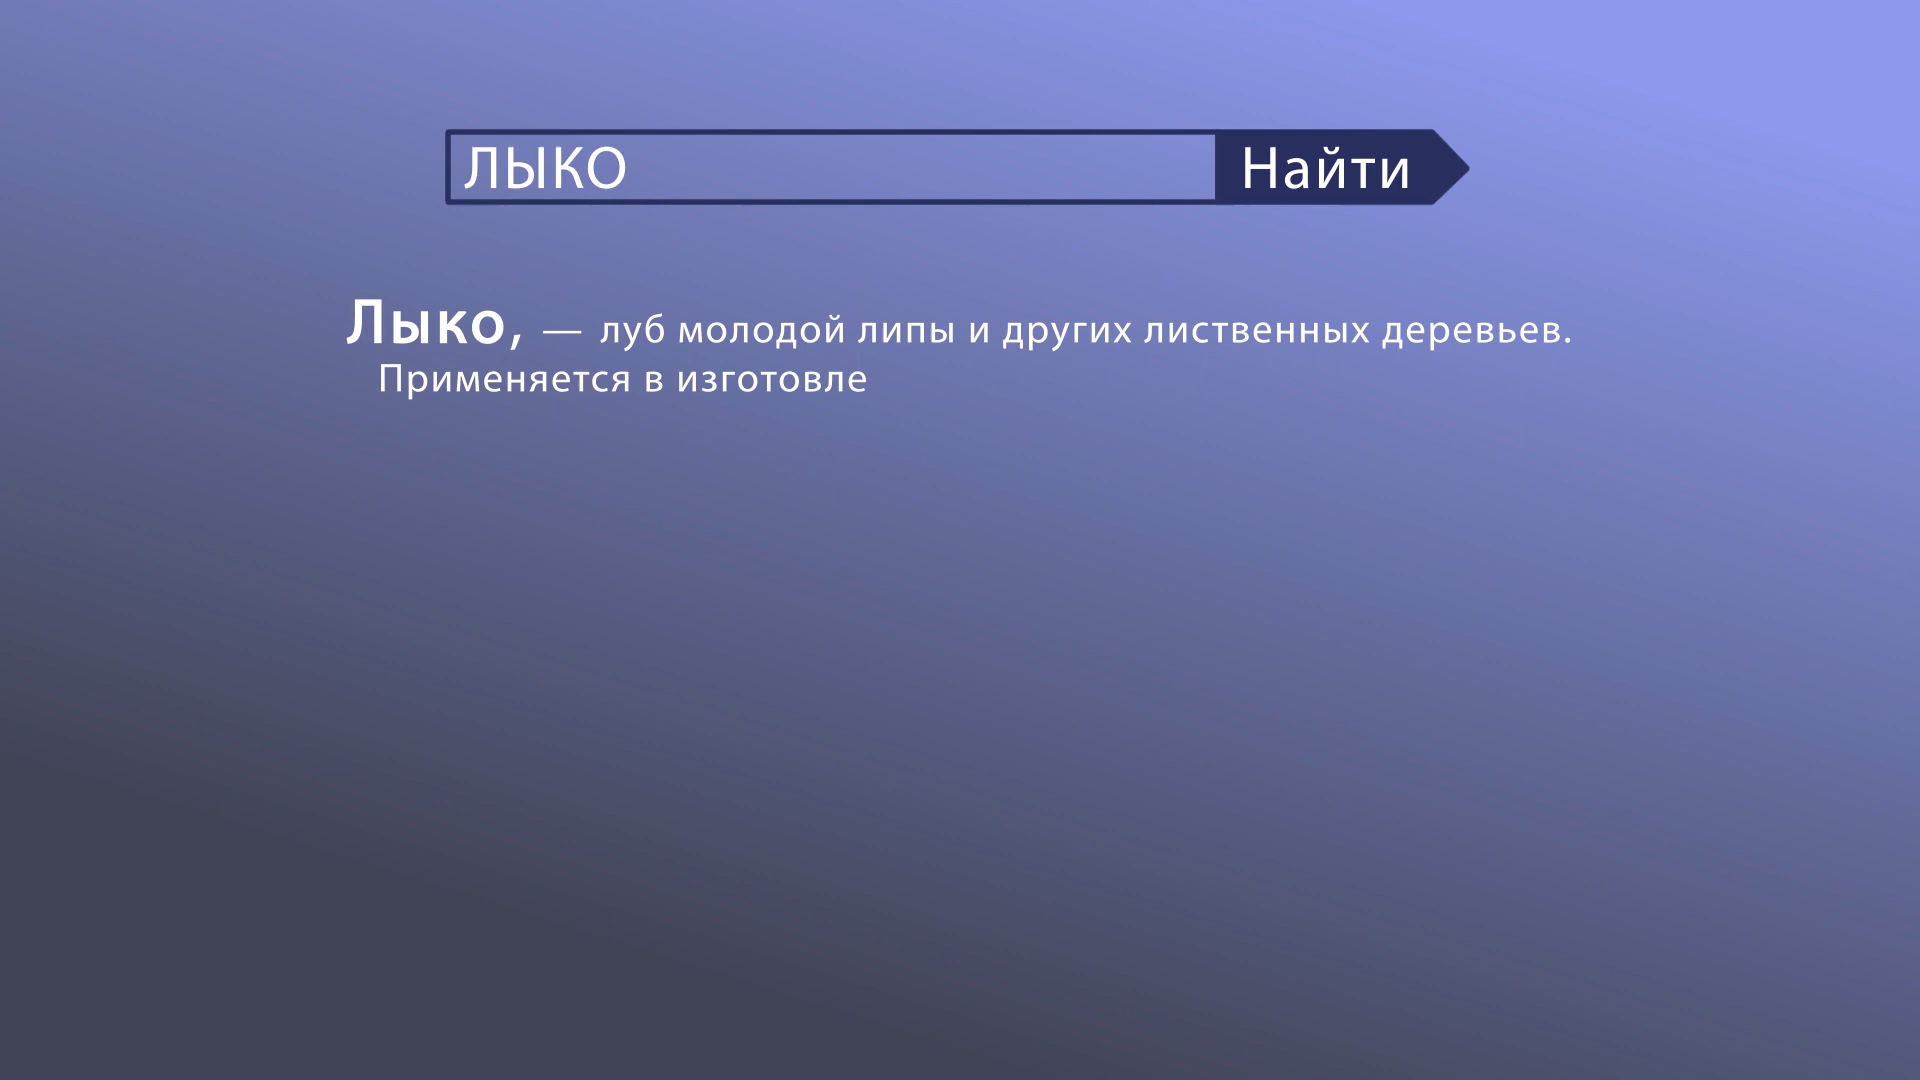 ЛЫКО Найти
Лыко, — луб молодой липы и других лиственных деревьев.
Применяется в изготовле